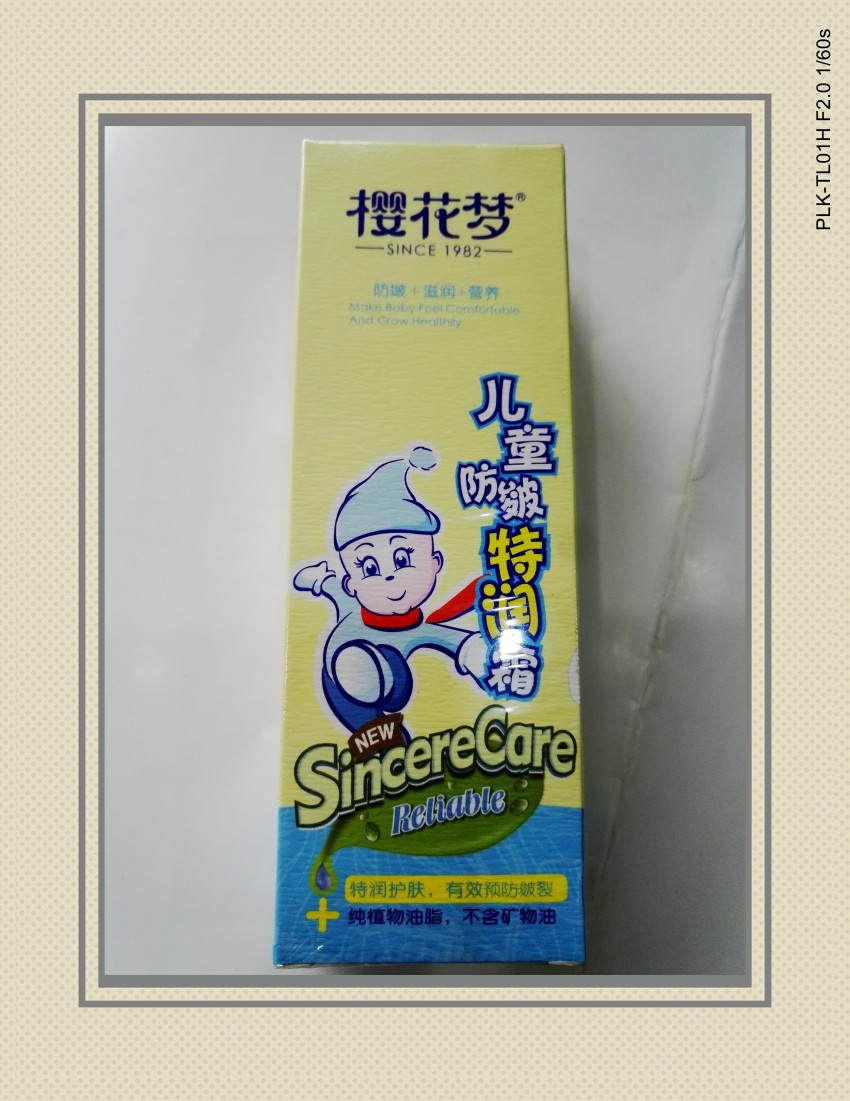 PLK-TL01H F2.0 1/60s
樱花梦®
SINCE 1982
防皴+滋润+营养
Make Baby Feel Comfortable
And Grow Healthily
儿童
防皴
特润
霜
NEW
SincereCare
Reliable
特润护肤，有效预防皴裂
+纯植物油脂，不含矿物油